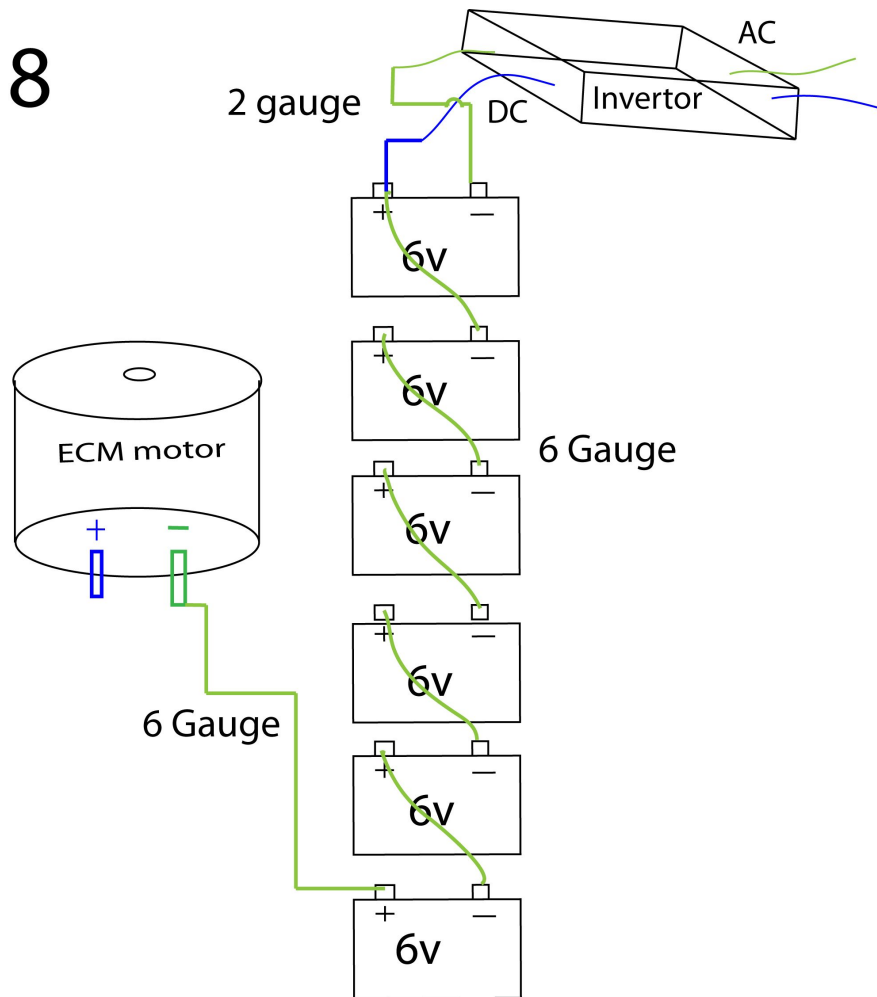 8
AC
2 gauge
DC
Invertor
+ —
6v
+ —
6v
ECM motor
6 Gauge
+ —
6v
+ −
+ —
6v
6 Gauge
+ —
6v
+ —
6v